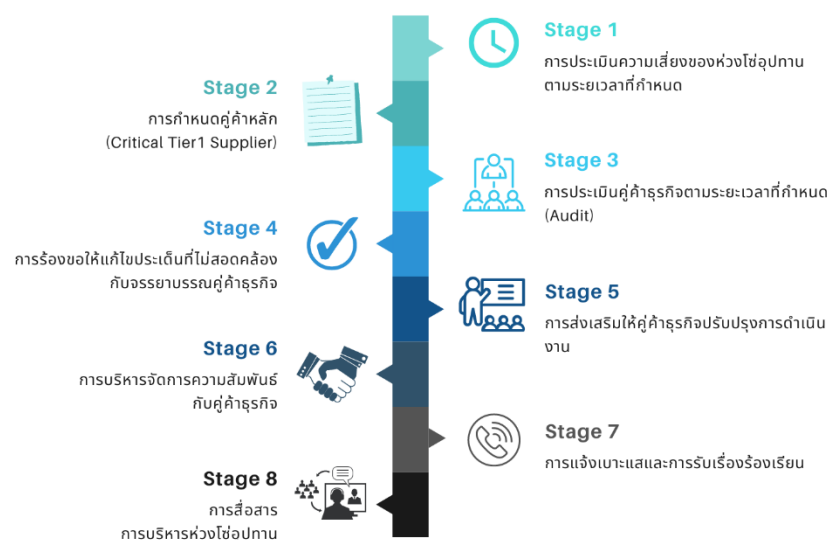 Stage 1
การประเมินความเสี่ยงของห่วงโซ่อุปทาน
ตามระยเวลาที่กำหนด
Stage 2
การกำหนดคู่ค้าหลัก
(Critical Tier1 Supplier)
Stage 3
การประเมินคู่ค้าธุรกิจตามระยะเวลาที่กำหนด
(Audit)
Stage 4
การร้องขอให้แก้ไขประเด็นที่ไม่สอดคล้อง
กับจรรยาบรรณคู่ค้าธุรกิจ
Stage 5
การส่งเสริมให้คู่ค้าธุรกิจปรับปรุงการดำเนิน
งาน
Stage 6
การบริหารจัดการความสัมพันธ์
กับคู่ค้าธุรกิจ
Stage 7
การแจ้งเบาะแสและการรับเรื่องร้องเรียน
Stage 8
การสื่อสาร
การบริหารห่วงโซ่อุปทาน